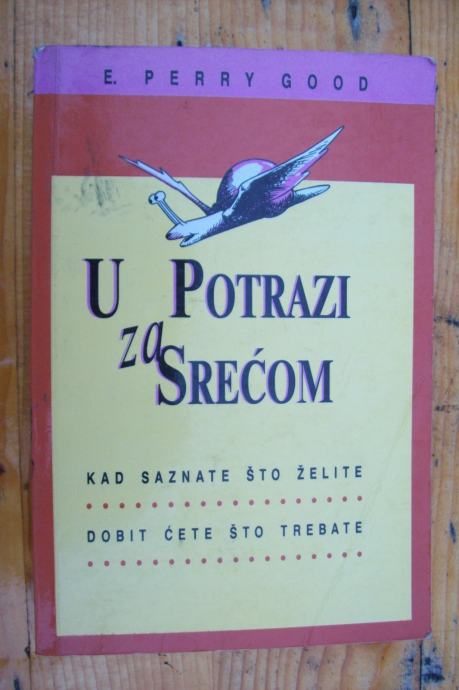 E. PERRY GOOD
U POTRAZI
za
SREĆOM
KAD SAZNATE ŠTO ŽELITE
DOBIT ĆETE ŠTO TREBATE